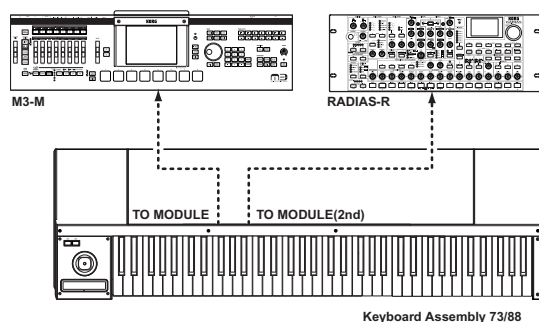 KORG
KORG
M3-M
RADIAS-R
TO MODULE
TO MODULE(2nd)
Keyboard Assembly 73/88